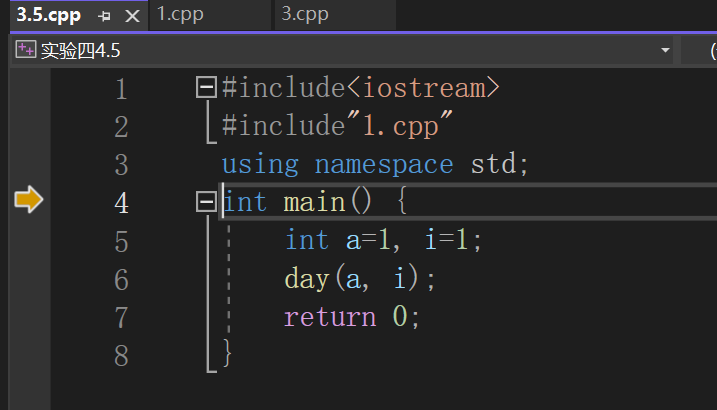 3.5.cpp 1.cpp 3.cpp
实验四4.5 (
1 #include<iostream>
2 #include"1.cpp"
3 using namespace std;
4 int main() {
5 int a=1, i=1;
6 day(a, i);
7 return 0;
8 }